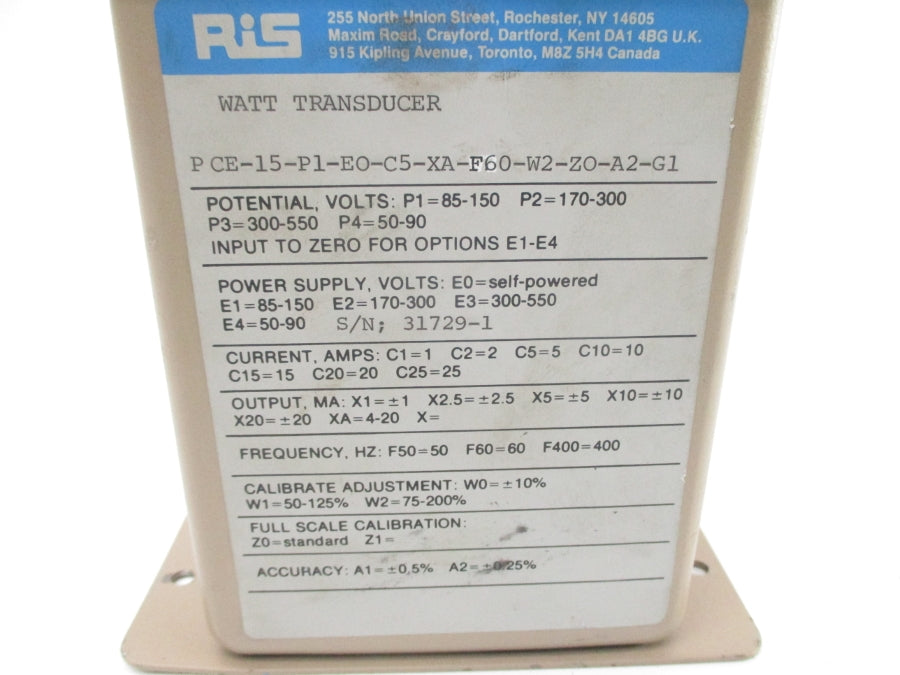 RiS
255 North Union Street, Rochester, NY 14605
Maxim Road, Crayford, Dartford, Kent DA1 4BG U.K.
915 Kipling Avenue, Toronto, M8Z 5H4 Canada
WATT TRANSDUCER
PCE-15-P1-EO-C5-XA-F60-W2-ZO-A2-G1
POTENTIAL, VOLTS: P1=85-150 P2=170-300
P3=300-550 P4=50-90
INPUT TO ZERO FOR OPTIONS E1-E4
POWER SUPPLY, VOLTS: E0=self-powered
E1=85-150 E2=170-300 E3=300-550
E4=50-90 S/N; 31729-1
CURRENT, AMPS: C1=1 C2=2 C5=5 C10=10
C15=15 C20=20 C25=25
OUTPUT, MA: X1=±1 X2.5=±2.5 X5=±5 X10=±10
X20=±20 XA=4-20 X=
FREQUENCY, HZ: F50=50 F60=60 F400=400
CALIBRATE ADJUSTMENT: W0=±10%
W1=50-125% W2=75-200%
FULL SCALE CALIBRATION:
Z0=standard Z1=
ACCURACY: A1=±0,5% A2=±0.25%